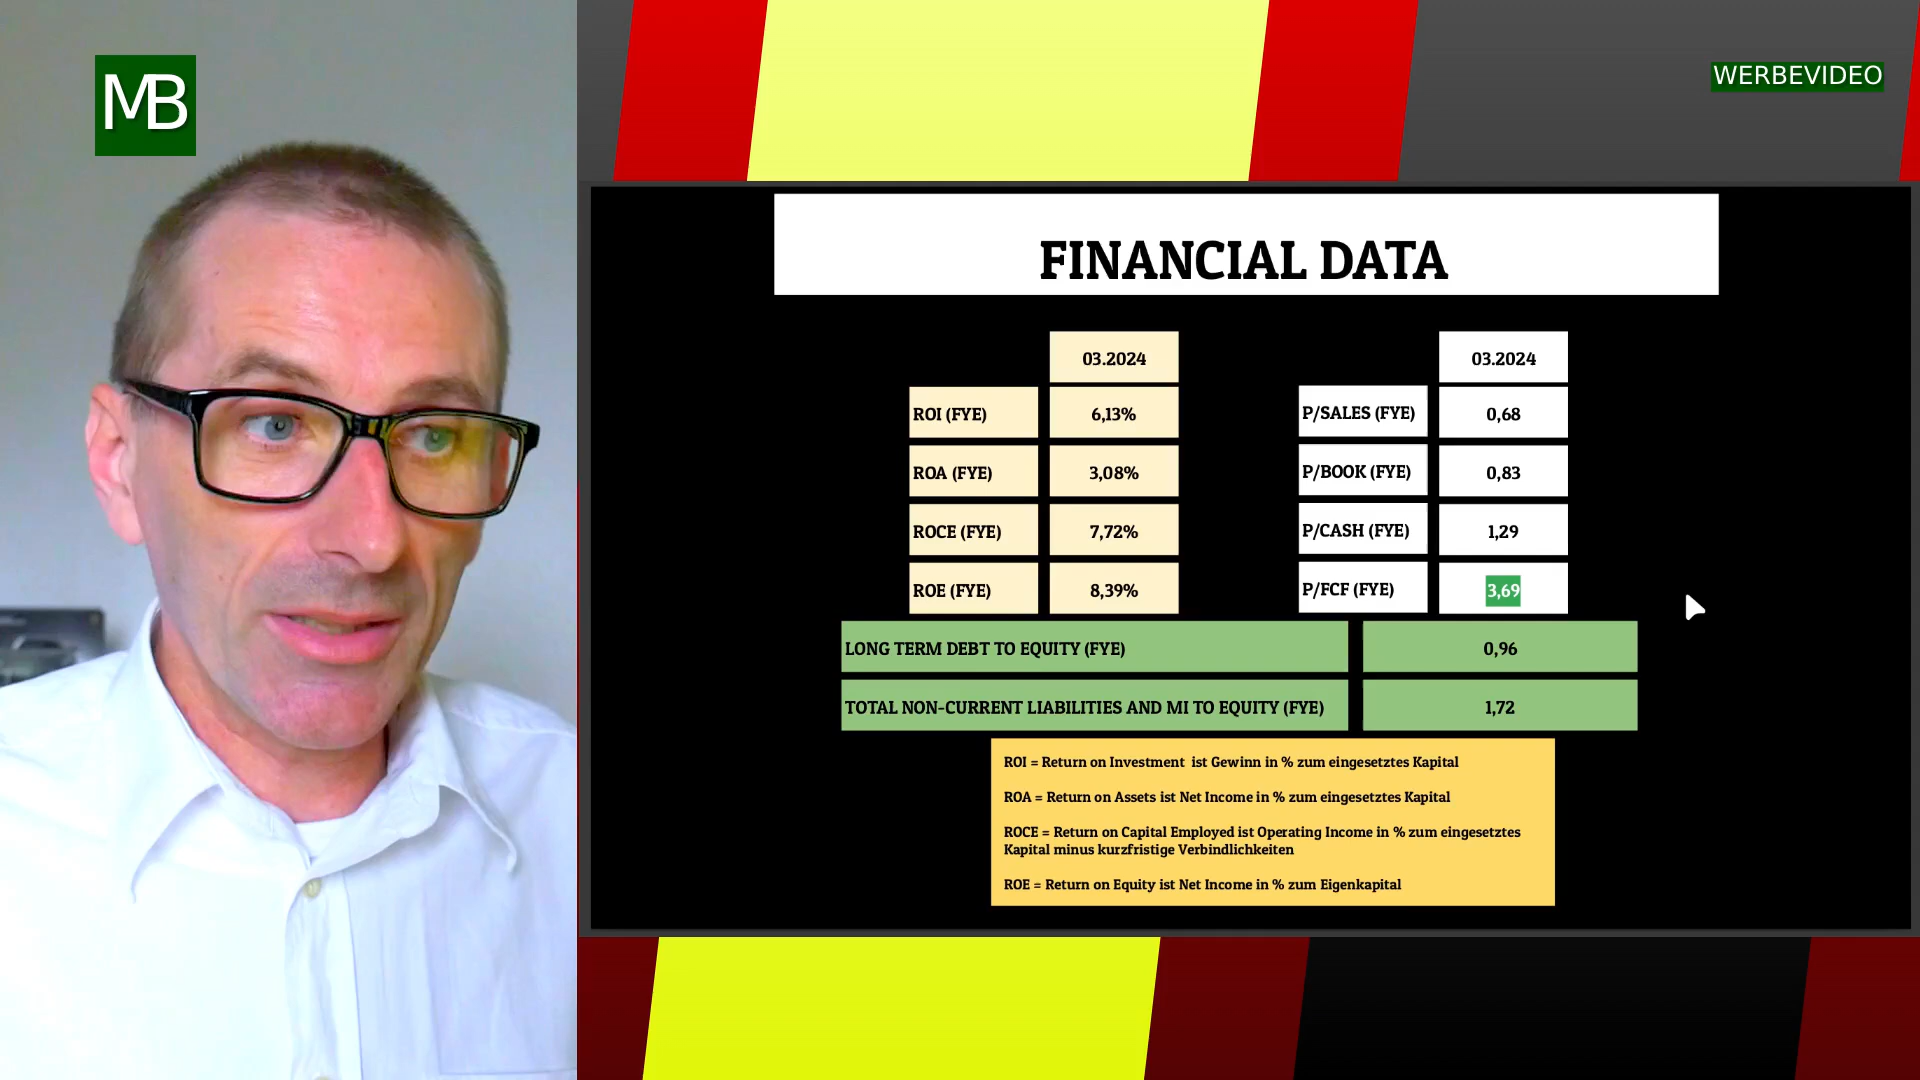 MB
WERBEVIDEO
FINANCIAL DATA
03.2024
ROI (FYE) 6,13%
ROA (FYE) 3,08%
ROCE (FYE) 7,72%
ROE (FYE) 8,39%
03.2024
P/SALES (FYE) 0,68
P/BOOK (FYE) 0,83
P/CASH (FYE) 1,29
P/FCF (FYE) 3,69
LONG TERM DEBT TO EQUITY (FYE) 0,96
TOTAL NON-CURRENT LIABILITIES AND MI TO EQUITY (FYE) 1,72
ROI = Return on Investment ist Gewinn in % zum eingesetztes Kapital
ROA = Return on Assets ist Net Income in % zum eingesetztes Kapital
ROCE = Return on Capital Employed ist Operating Income in % zum eingesetztes
Kapital minus kurzfristige Verbindlichkeiten
ROE = Return on Equity ist Net Income in % zum Eigenkapital